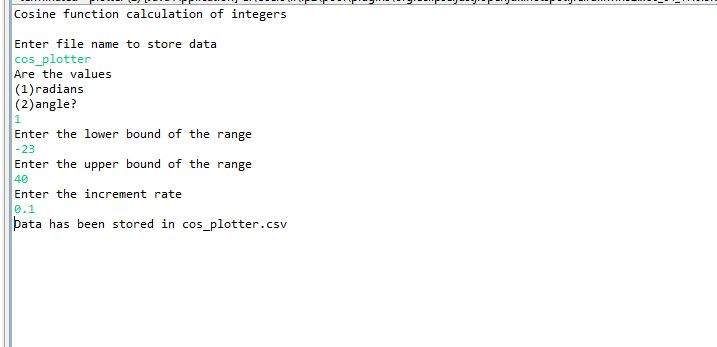 Cosine function calculation of integers
Enter file name to store data
cos_plotter
Are the values
(1)radians
(2)angle?
1
Enter the lower bound of the range
-23
Enter the upper bound of the range
40
Enter the increment rate
0.1
Data has been stored in cos_plotter.csv